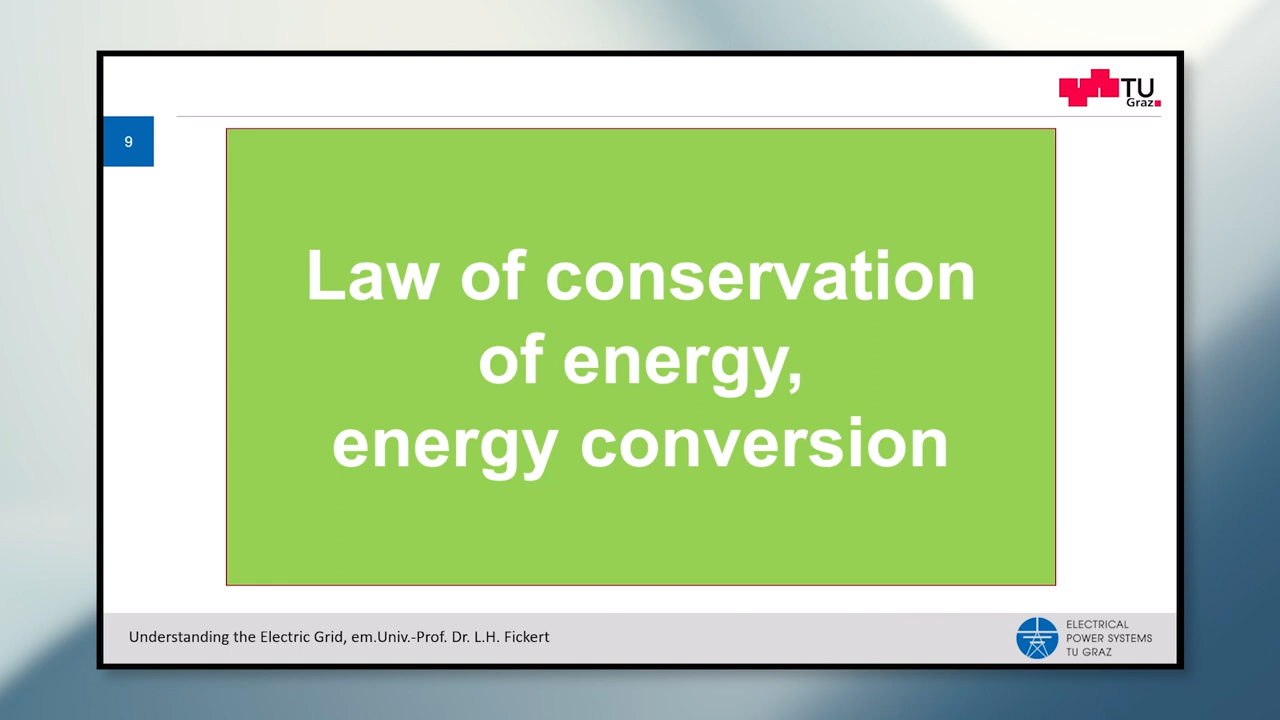 TU
Graz
9
Law of conservation
of energy,
energy conversion
Understanding the Electric Grid, em.Univ.-Prof. Dr. L.H. Fickert
ELECTRICAL
POWER SYSTEMS
TU GRAZ